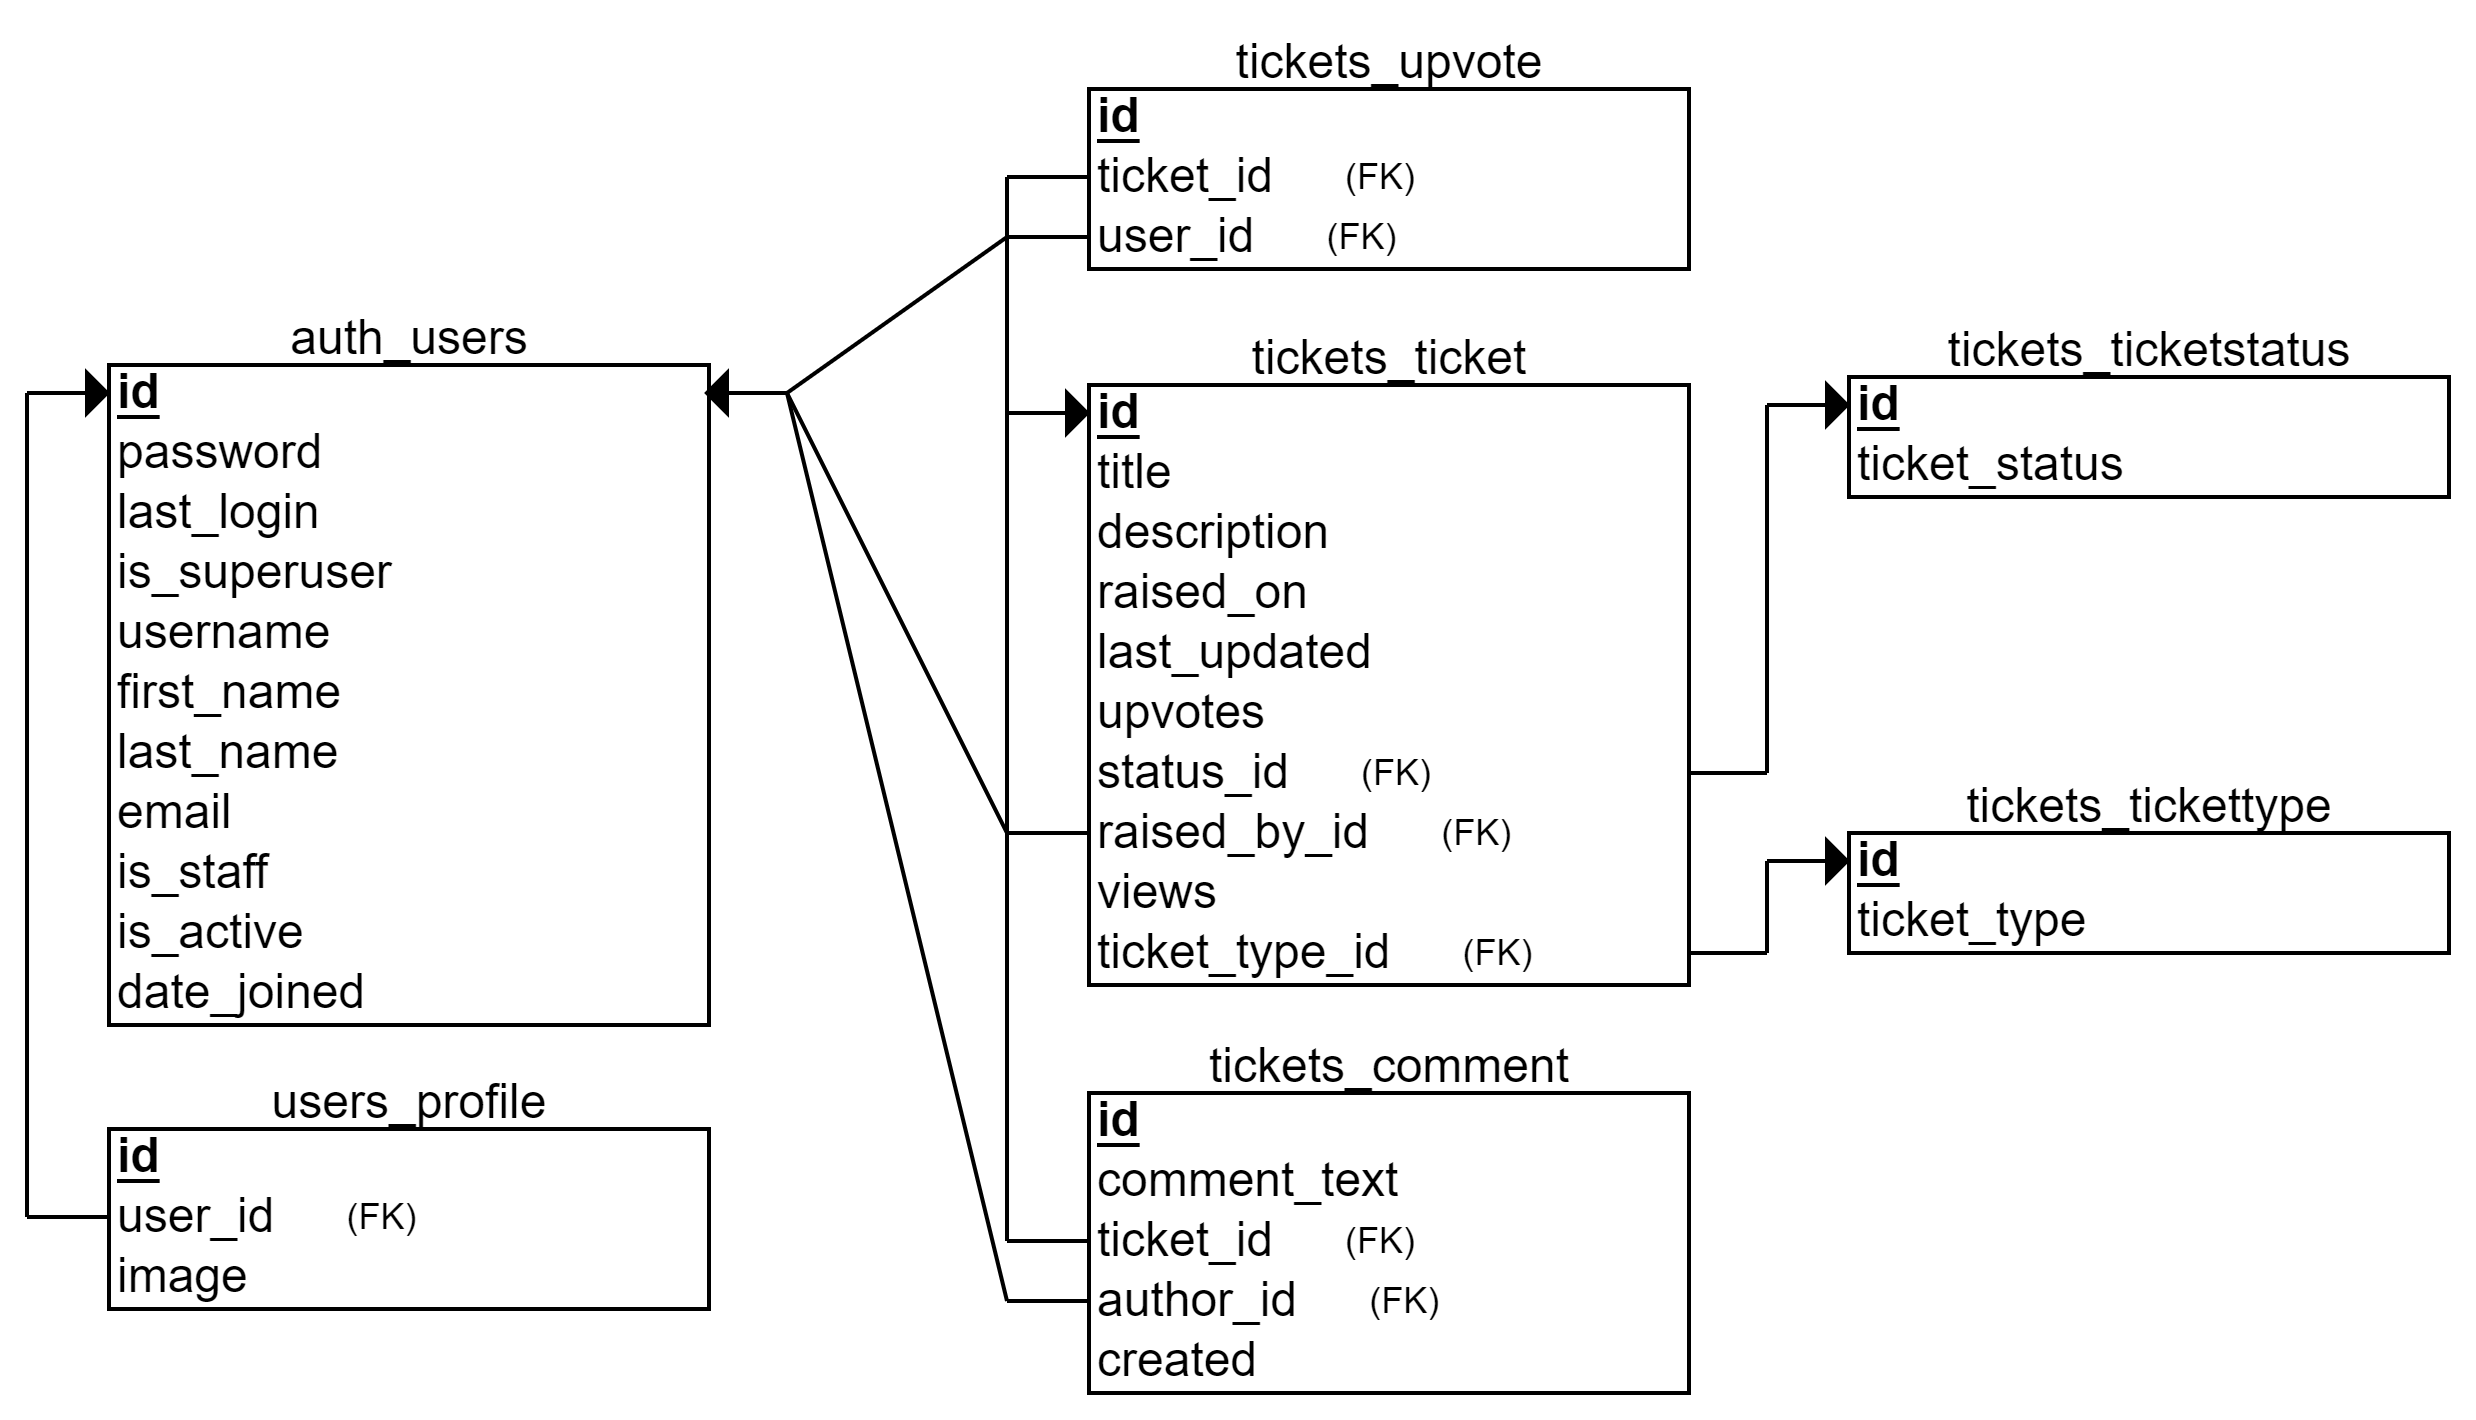 auth_users
id
password
last_login
is_superuser
username
first_name
last_name
email
is_staff
is_active
date_joined
users_profile
id
user_id (FK)
image
tickets_upvote
id
ticket_id (FK)
user_id (FK)
tickets_ticket
id
title
description
raised_on
last_updated
upvotes
status_id (FK)
raised_by_id (FK)
views
ticket_type_id (FK)
tickets_comment
id
comment_text
ticket_id (FK)
author_id (FK)
created
tickets_ticketstatus
id
ticket_status
tickets_tickettype
id
ticket_type